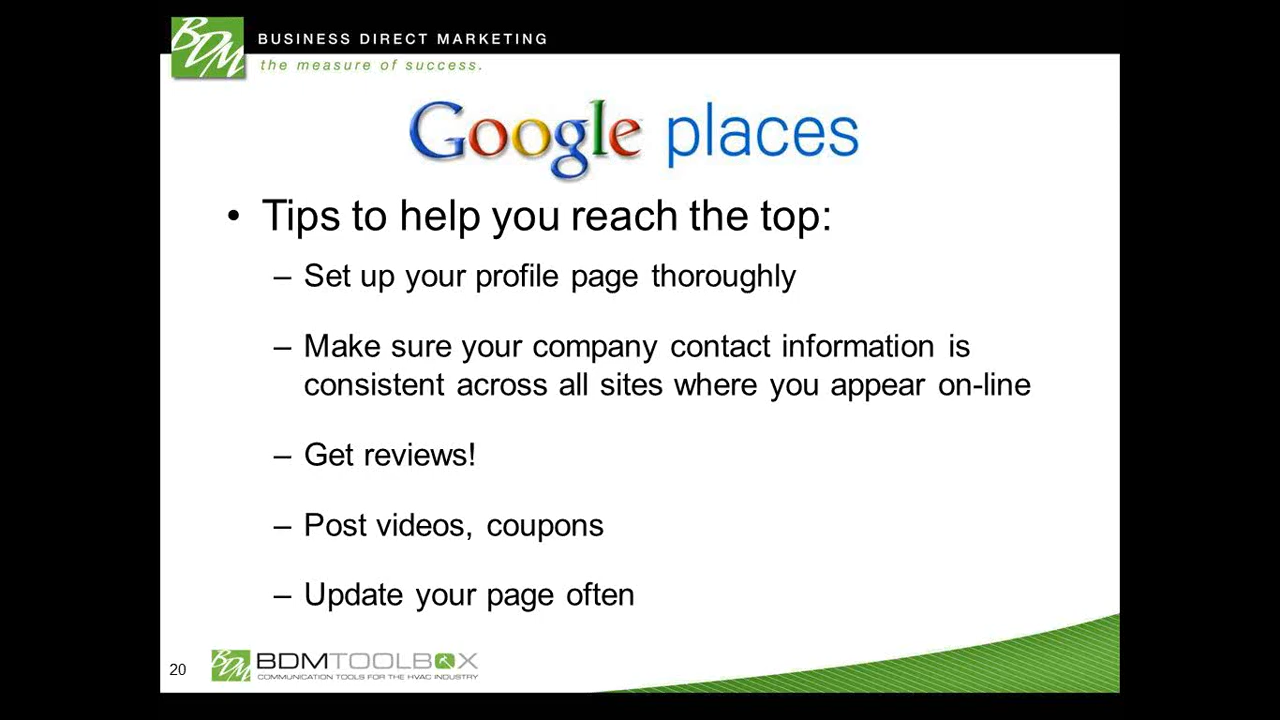 BDM
BUSINESS DIRECT MARKETING
the measure of success.
Google places
• Tips to help you reach the top:
– Set up your profile page thoroughly
– Make sure your company contact information is
consistent across all sites where you appear on-line
– Get reviews!
– Post videos, coupons
– Update your page often
20
BDM
BDMTOOLBOX
COMMUNICATION TOOLS FOR THE HVAC INDUSTRY